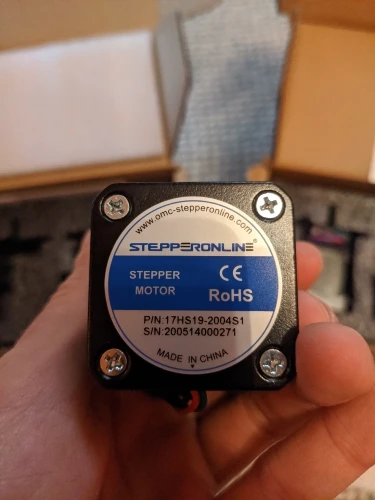 www.omc-stepperonline.com
STEPPERONLINE®
STEPPER
MOTOR
CE
RoHS
P/N:17HS19-2004S1
S/N:200514000271
MADE IN CHINA